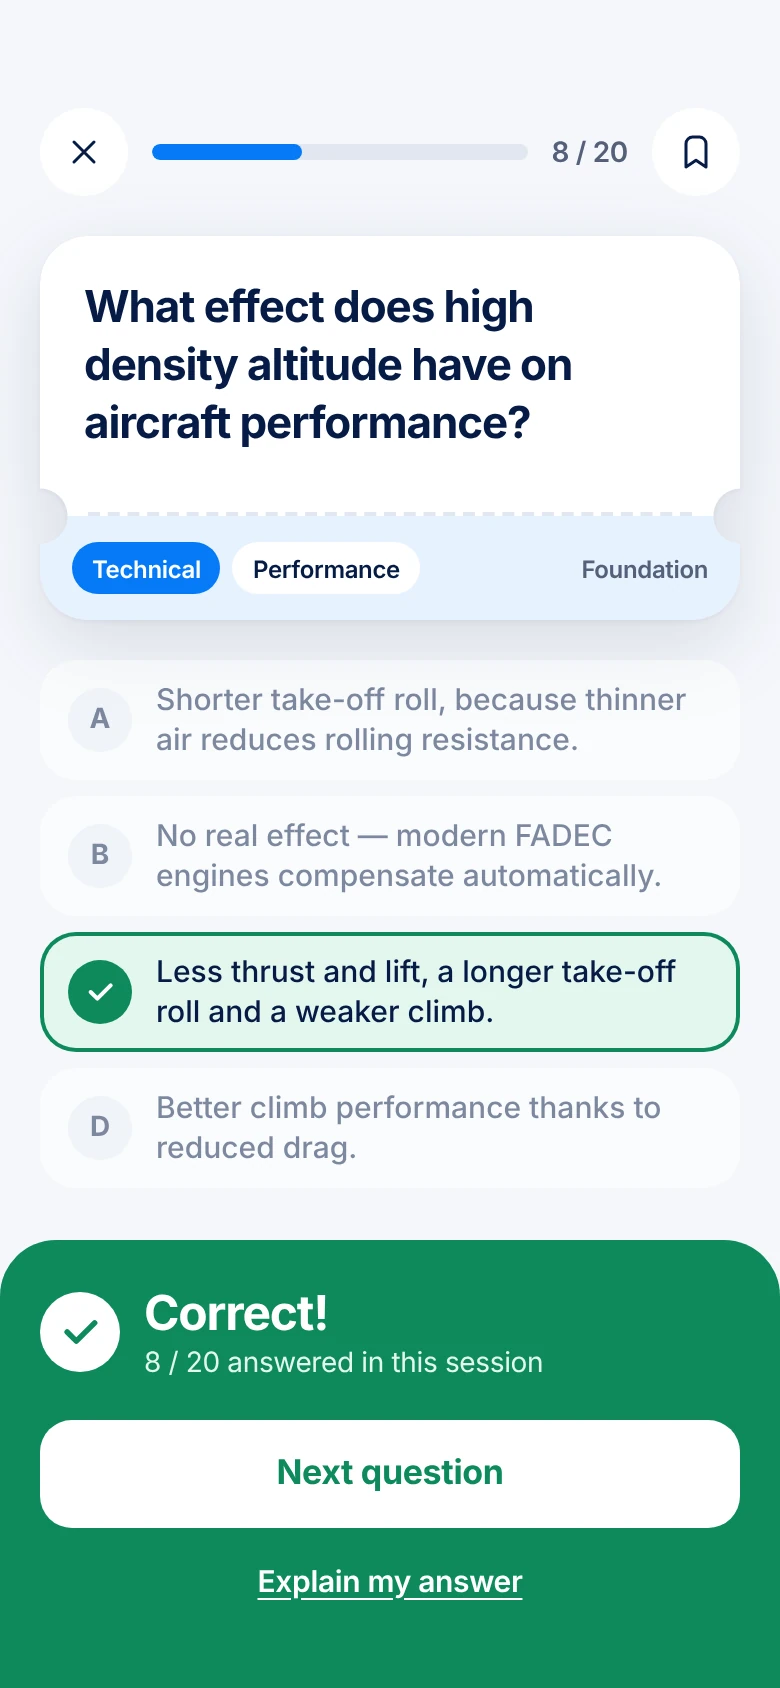 8 / 20
What effect does high
density altitude have on
aircraft performance?
Technical Performance Foundation
A Shorter take-off roll, because thinner
air reduces rolling resistance.
B No real effect — modern FADEC
engines compensate automatically.
Less thrust and lift, a longer take-off
roll and a weaker climb.
D Better climb performance thanks to
reduced drag.
Correct!
8 / 20 answered in this session
Next question
Explain my answer